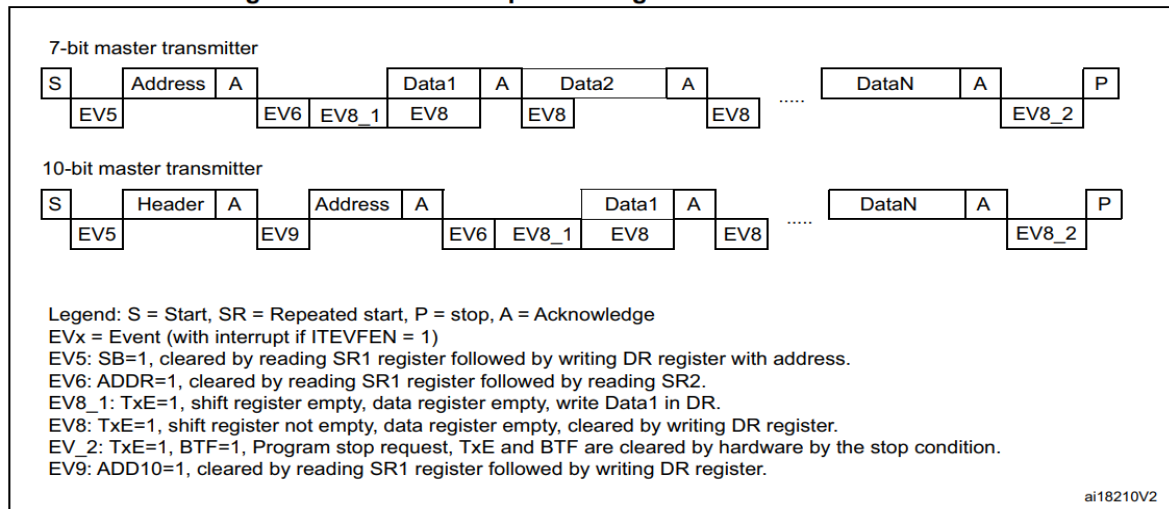 7-bit master transmitter
S Address A Data1 A Data2 A ..... DataN A P
EV5 EV6 EV8_1 EV8 EV8 EV8 EV8_2
10-bit master transmitter
S Header A Address A Data1 A ..... DataN A P
EV5 EV9 EV6 EV8_1 EV8 EV8 EV8_2
Legend: S = Start, SR = Repeated start, P = stop, A = Acknowledge
EVx = Event (with interrupt if ITEVFEN = 1)
EV5: SB=1, cleared by reading SR1 register followed by writing DR register with address.
EV6: ADDR=1, cleared by reading SR1 register followed by reading SR2.
EV8_1: TxE=1, shift register empty, data register empty, write Data1 in DR.
EV8: TxE=1, shift register not empty, data register empty, cleared by writing DR register.
EV_2: TxE=1, BTF=1, Program stop request, TxE and BTF are cleared by hardware by the stop condition.
EV9: ADD10=1, cleared by reading SR1 register followed by writing DR register.
ai18210V2